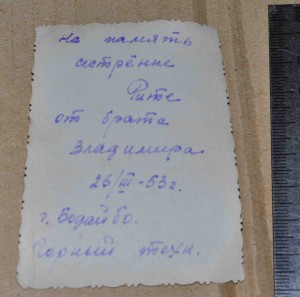 на память
сестрёнке
Рите
от брата
Владимира
26/III-53г.
г. Бодайбо.
Горный техн.